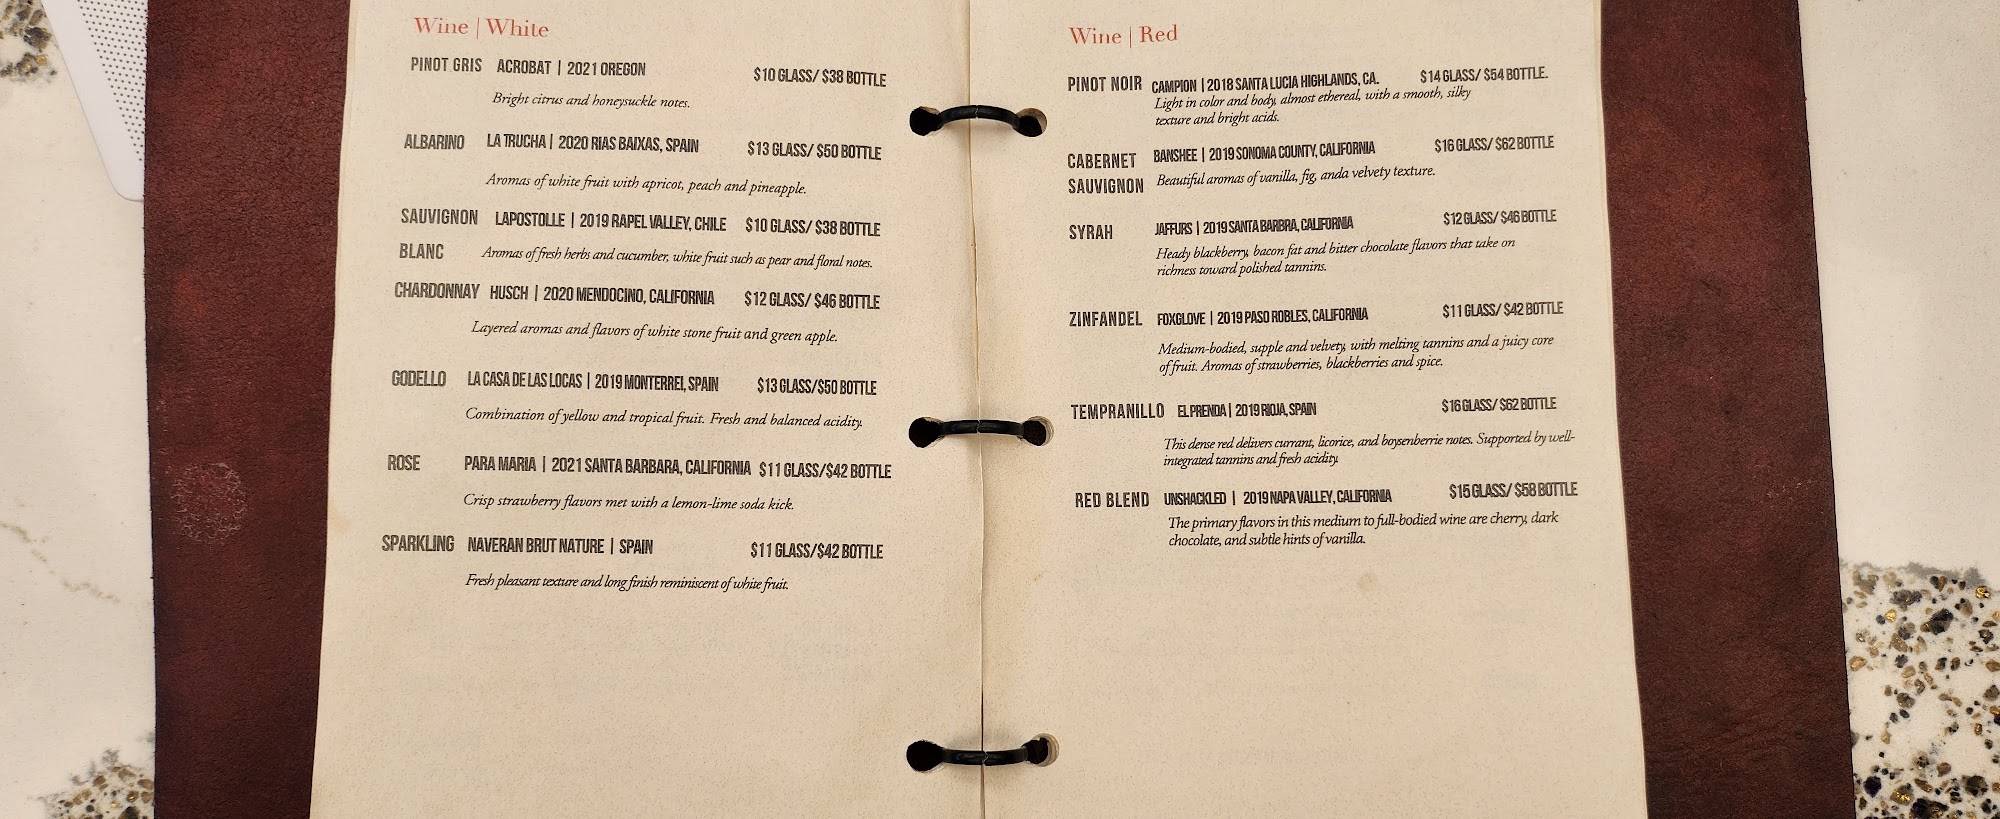 Wine | White
PINOT GRIS ACROBAT | 2021 OREGON $10 GLASS/ $38 BOTTLE
Bright citrus and honeysuckle notes.
ALBARINO LA TRUCHA | 2020 RIAS BAIXAS, SPAIN $13 GLASS/ $50 BOTTLE
Aromas of white fruit with apricot, peach and pineapple.
SAUVIGNON LAPOSTOLLE | 2019 RAPEL VALLEY, CHILE $10 GLASS/ $38 BOTTLE
BLANC Aromas of fresh herbs and cucumber, white fruit such as pear and floral notes.
CHARDONNAY HUSCH | 2020 MENDOCINO, CALIFORNIA $12 GLASS/ $46 BOTTLE
Layered aromas and flavors of white stone fruit and green apple.
GODELLO LA CASA DE LAS LOCAS | 2019 MONTERREI, SPAIN $13 GLASS/$50 BOTTLE
Combination of yellow and tropical fruit. Fresh and balanced acidity.
ROSE PARA MARIA | 2021 SANTA BARBARA, CALIFORNIA $11 GLASS/$42 BOTTLE
Crisp strawberry flavors met with a lemon-lime soda kick.
SPARKLING NAVERAN BRUT NATURE | SPAIN $11 GLASS/$42 BOTTLE
Fresh pleasant texture and long finish reminiscent of white fruit.
Wine | Red
PINOT NOIR CAMPION | 2018 SANTA LUCIA HIGHLANDS, CA. $14 GLASS/ $54 BOTTLE.
Light in color and body, almost ethereal, with a smooth, silky
texture and bright acids.
CABERNET BANSHEE | 2019 SONOMA COUNTY, CALIFORNIA $16 GLASS/ $62 BOTTLE
SAUVIGNON Beautiful aromas of vanilla, fig, anda velvety texture.
SYRAH JAFFURS | 2019 SANTA BARBRA, CALIFORNIA $12 GLASS/ $46 BOTTLE
Heady blackberry, bacon fat and bitter chocolate flavors that take on
richness toward polished tannins.
ZINFANDEL FOXGLOVE | 2019 PASO ROBLES, CALIFORNIA $11 GLASS/ $42 BOTTLE
Medium-bodied, supple and velvety, with melting tannins and a juicy core
of fruit. Aromas of strawberries, blackberries and spice.
TEMPRANILLO EL PRENDA | 2019 RIOJA, SPAIN $16 GLASS/ $62 BOTTLE
This dense red delivers currant, licorice, and boysenberrie notes. Supported by well-
integrated tannins and fresh acidity.
RED BLEND UNSHACKLED | 2019 NAPA VALLEY, CALIFORNIA $15 GLASS/ $58 BOTTLE
The primary flavors in this medium to full-bodied wine are cherry, dark
chocolate, and subtle hints of vanilla.